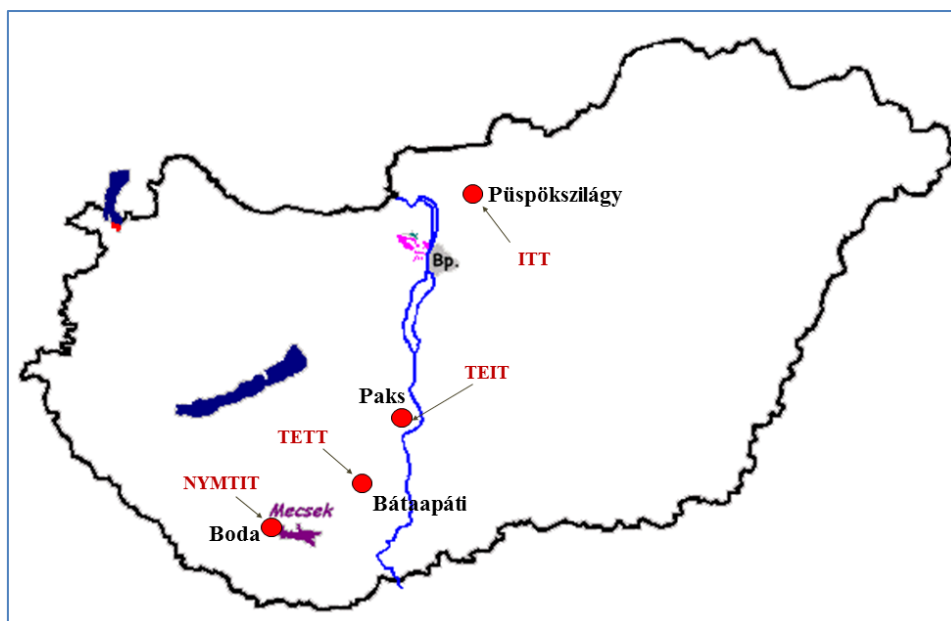 Püspökszilágy
ITT
Bp.
TEIT
Paks
TETT
Bátaapáti
NYMTIT
Mecsek
Boda